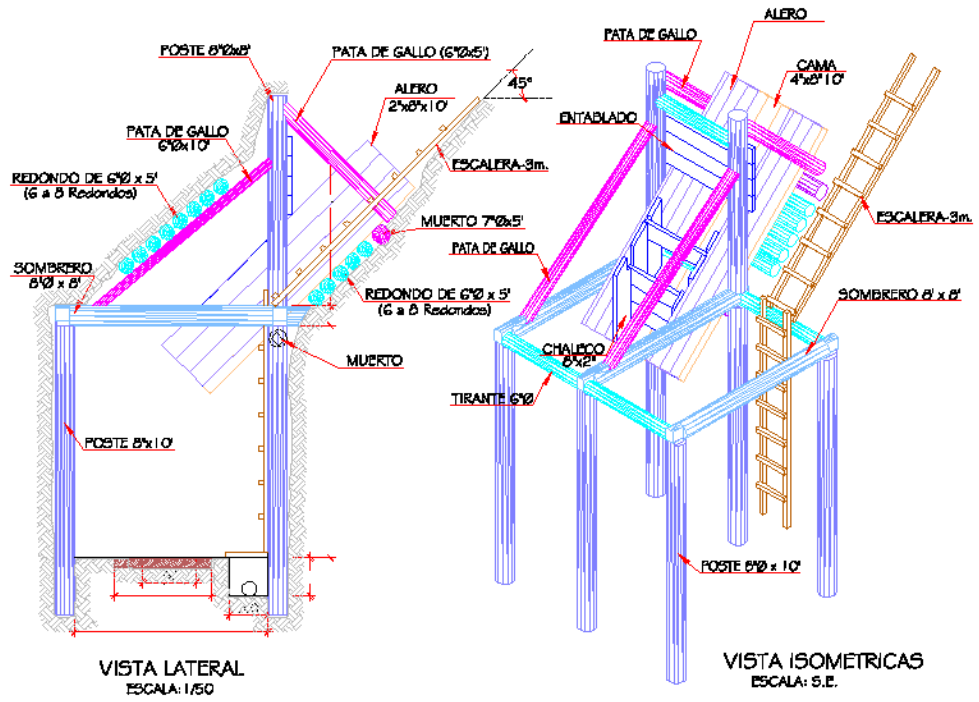 POSTE 8"Øx8'
PATA DE GALLO (6"Øx5')
45°
ALERO
2"x8"x10'
PATA DE GALLO
6"Øx10'
REDONDO DE 6"Ø x 5'
(6 a 8 Redondos)
ESCALERA-3m.
MUERTO 7"Øx5'
SOMBRERO
8'Ø x 8'
REDONDO DE 6"Ø x 5'
(6 a 8 Redondos)
MUERTO
POSTE 8"x10'
VISTA LATERAL
ESCALA: 1/50
ALERO
PATA DE GALLO
CAMA
4"x8"10'
ENTABLADO
ESCALERA-3m.
PATA DE GALLO
SOMBRERO 8' x 8'
CHALECO
8"x2"
TIRANTE 6"Ø
POSTE 8"Ø x 10'
VISTA ISOMETRICAS
ESCALA: S.E.